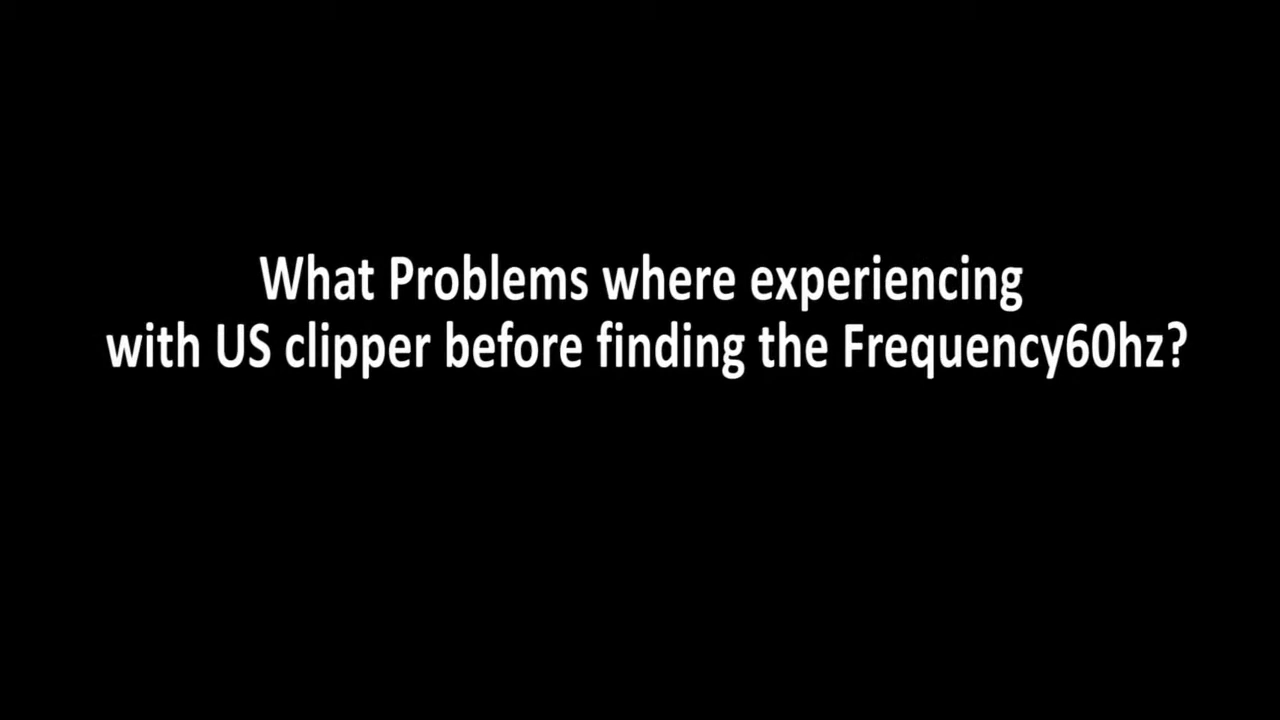 What Problems where experiencing
with US clipper before finding the Frequency60hz?